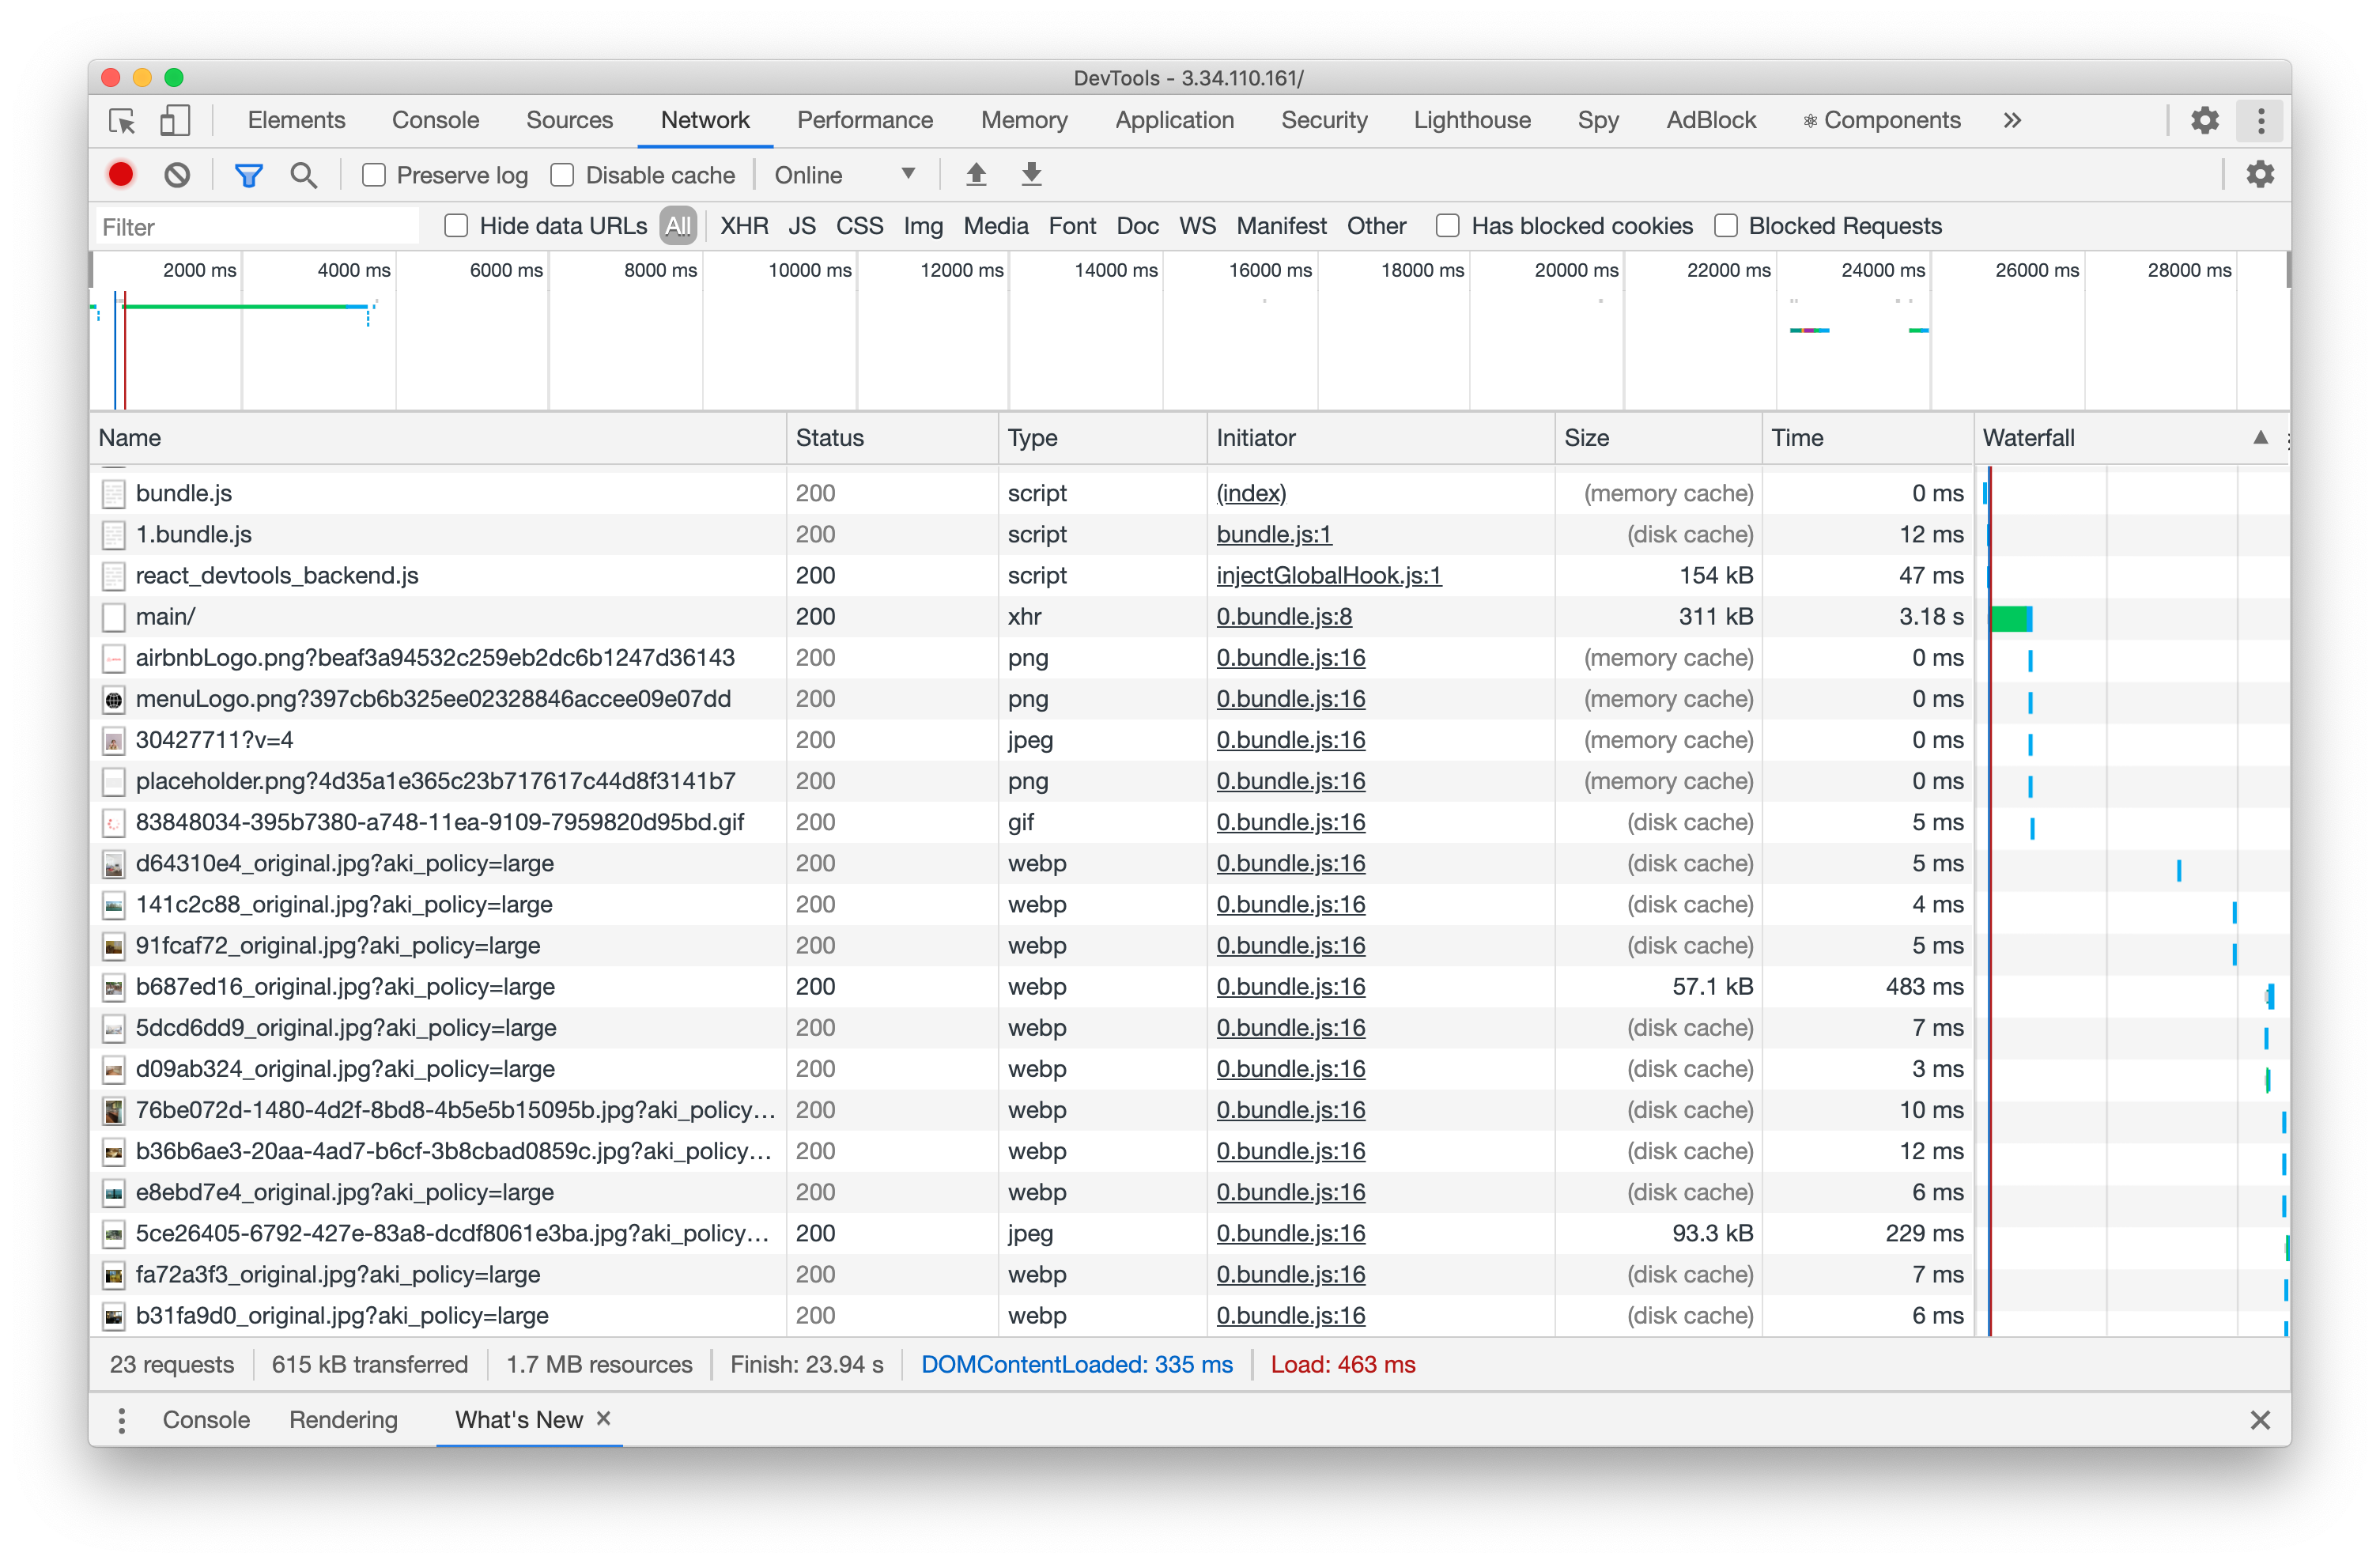 DevTools - 3.34.110.161/
Elements Console Sources Network Performance Memory Application Security Lighthouse Spy AdBlock ⚛ Components »
Preserve log Disable cache Online ▼
Filter Hide data URLs All XHR JS CSS Img Media Font Doc WS Manifest Other Has blocked cookies Blocked Requests
2000 ms 4000 ms 6000 ms 8000 ms 10000 ms 12000 ms 14000 ms 16000 ms 18000 ms 20000 ms 22000 ms 24000 ms 26000 ms 28000 ms
Name Status Type Initiator Size Time Waterfall ▲
bundle.js 200 script (index) (memory cache) 0 ms
1.bundle.js 200 script bundle.js:1 (disk cache) 12 ms
react_devtools_backend.js 200 script injectGlobalHook.js:1 154 kB 47 ms
main/ 200 xhr 0.bundle.js:8 311 kB 3.18 s
airbnbLogo.png?beaf3a94532c259eb2dc6b1247d36143 200 png 0.bundle.js:16 (memory cache) 0 ms
menuLogo.png?397cb6b325ee02328846accee09e07dd 200 png 0.bundle.js:16 (memory cache) 0 ms
30427711?v=4 200 jpeg 0.bundle.js:16 (memory cache) 0 ms
placeholder.png?4d35a1e365c23b717617c44d8f3141b7 200 png 0.bundle.js:16 (memory cache) 0 ms
83848034-395b7380-a748-11ea-9109-7959820d95bd.gif 200 gif 0.bundle.js:16 (disk cache) 5 ms
d64310e4_original.jpg?aki_policy=large 200 webp 0.bundle.js:16 (disk cache) 5 ms
141c2c88_original.jpg?aki_policy=large 200 webp 0.bundle.js:16 (disk cache) 4 ms
91fcaf72_original.jpg?aki_policy=large 200 webp 0.bundle.js:16 (disk cache) 5 ms
b687ed16_original.jpg?aki_policy=large 200 webp 0.bundle.js:16 57.1 kB 483 ms
5dcd6dd9_original.jpg?aki_policy=large 200 webp 0.bundle.js:16 (disk cache) 7 ms
d09ab324_original.jpg?aki_policy=large 200 webp 0.bundle.js:16 (disk cache) 3 ms
76be072d-1480-4d2f-8bd8-4b5e5b15095b.jpg?aki_policy… 200 webp 0.bundle.js:16 (disk cache) 10 ms
b36b6ae3-20aa-4ad7-b6cf-3b8cbad0859c.jpg?aki_policy… 200 webp 0.bundle.js:16 (disk cache) 12 ms
e8ebd7e4_original.jpg?aki_policy=large 200 webp 0.bundle.js:16 (disk cache) 6 ms
5ce26405-6792-427e-83a8-dcdf8061e3ba.jpg?aki_policy… 200 jpeg 0.bundle.js:16 93.3 kB 229 ms
fa72a3f3_original.jpg?aki_policy=large 200 webp 0.bundle.js:16 (disk cache) 7 ms
b31fa9d0_original.jpg?aki_policy=large 200 webp 0.bundle.js:16 (disk cache) 6 ms
23 requests 615 kB transferred 1.7 MB resources Finish: 23.94 s DOMContentLoaded: 335 ms Load: 463 ms
Console Rendering What's New ×